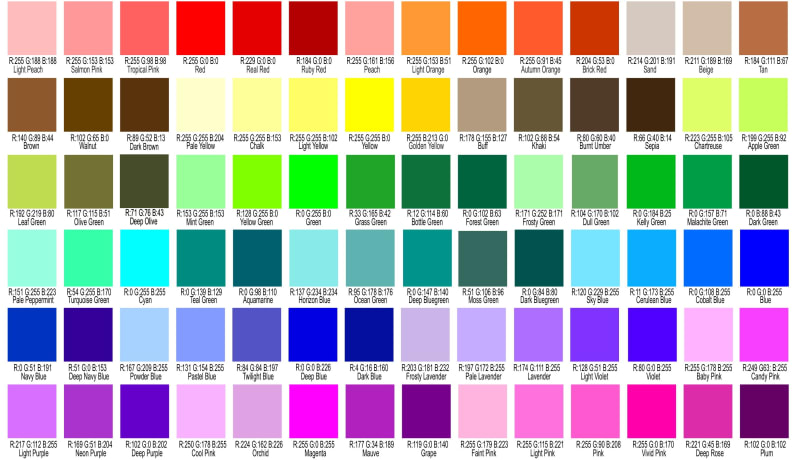 R:255 G:188 B:188 R:255 G:153 B:153 R:255 G:98 B:98 R:255 G:0 B:0 R:229 G:0 B:0 R:184 G:0 B:0 R:255 G:161 B:156 R:255 G:153 B:51 R:255 G:102 B:0 R:255 G:91 B:45 R:204 G:53 B:0 R:214 G:201 B:191 R:211 G:189 B:169 R:184 G:111 B:67
Light Peach Salmon Pink Tropical Pink Red Real Red Ruby Red Peach Light Orange Orange Autumn Orange Brick Red Sand Beige Tan
R:140 G:89 B:44 R:102 G:65 B:0 R:89 G:52 B:13 R:255 G:255 B:204 R:255 G:255 B:153 R:255 G:255 B:102 R:255 G:255 B:0 R:255 B:213 G:0 R:178 G:155 B:127 R:102 G:88 B:54 R:80 G:60 B:40 R:66 G:40 B:14 R:223 G:255 B:105 R:199 G:255 B:92
Brown Walnut Dark Brown Pale Yellow Chalk Light Yellow Yellow Golden Yellow Buff Khaki Burnt Umber Sepia Chartreuse Apple Green
R:192 G:219 B:80 R:117 G:115 B:51 R:71 G:76 B:43 R:153 G:255 B:153 R:128 G:255 B:0 R:0 G:255 B:0 R:33 G:165 B:42 R:12 G:114 B:60 R:0 G:102 B:63 R:171 G:252 B:171 R:104 G:170 B:102 R:0 G:184 B:25 R:0 G:157 B:71 R:0 G:88 B:43
Leaf Green Olive Green Deep Olive Mint Green Yellow Green Green Grass Green Bottle Green Forest Green Frosty Green Dull Green Kelly Green Malachite Green Dark Green
R:151 G:255 B:223 R:54 G:255 B:170 R:0 G:255 B:255 R:0 G:139 B:129 R:0 G:98 B:110 R:137 G:234 B:234 R:95 G:178 B:176 R:0 G:147 B:140 R:51 G:106 B:96 R:0 G:84 B:80 R:120 G:229 B:255 R:11 G:173 B:255 R:0 G:108 B:255 R:0 G:0 B:255
Pale Peppermint Turquoise Green Cyan Teal Green Aquamarine Horizon Blue Ocean Green Deep Bluegreen Moss Green Dark Bluegreen Sky Blue Cerulean Blue Cobalt Blue Blue
R:0 G:51 B:191 R:51 G:0 B:153 R:167 G:209 B:255 R:131 G:154 B:255 R:84 G:84 B:197 R:0 G:0 B:226 R:4 G:16 B:160 R:203 G:181 B:232 R:197 G:172 B:255 R:174 G:111 B:255 R:128 G:51 B:255 R:80 G:0 B:255 R:255 G:178 B:255 R:249 G63: B:255
Navy Blue Deep Navy Blue Powder Blue Pastel Blue Twilight Blue Deep Blue Dark Blue Frosty Lavender Pale Lavender Lavender Light Violet Violet Baby Pink Candy Pink
R:217 G:112 B:255 R:169 G:51 B:204 R:102 G:0 B:202 R:250 G:178 B:255 R:224 G:162 B:226 R:255 G:0 B:255 R:177 G:34 B:189 R:119 G:0 B:140 R:255 G:179 B:223 R:255 G:115 B:221 R:255 G:90 B:208 R:255 G:0 B:170 R:221 G:45 B:169 R:102 G:0 B:102
Light Purple Neon Purple Deep Purple Cool Pink Orchid Magenta Mauve Grape Faint Pink Light Pink Pink Vivid Pink Deep Rose Plum